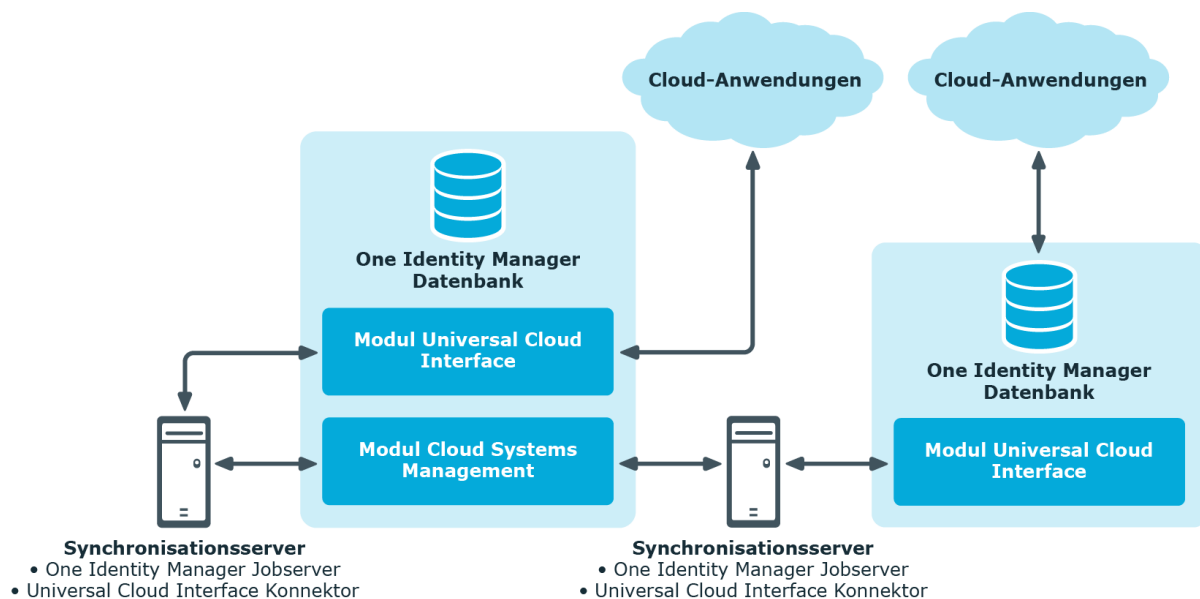 Cloud-Anwendungen
Cloud-Anwendungen
One Identity Manager
Datenbank
Modul Universal Cloud
Interface
Modul Cloud Systems
Management
One Identity Manager
Datenbank
Modul Universal Cloud
Interface
Synchronisationsserver
• One Identity Manager Jobserver
• Universal Cloud Interface Konnektor
Synchronisationsserver
• One Identity Manager Jobserver
• Universal Cloud Interface Konnektor